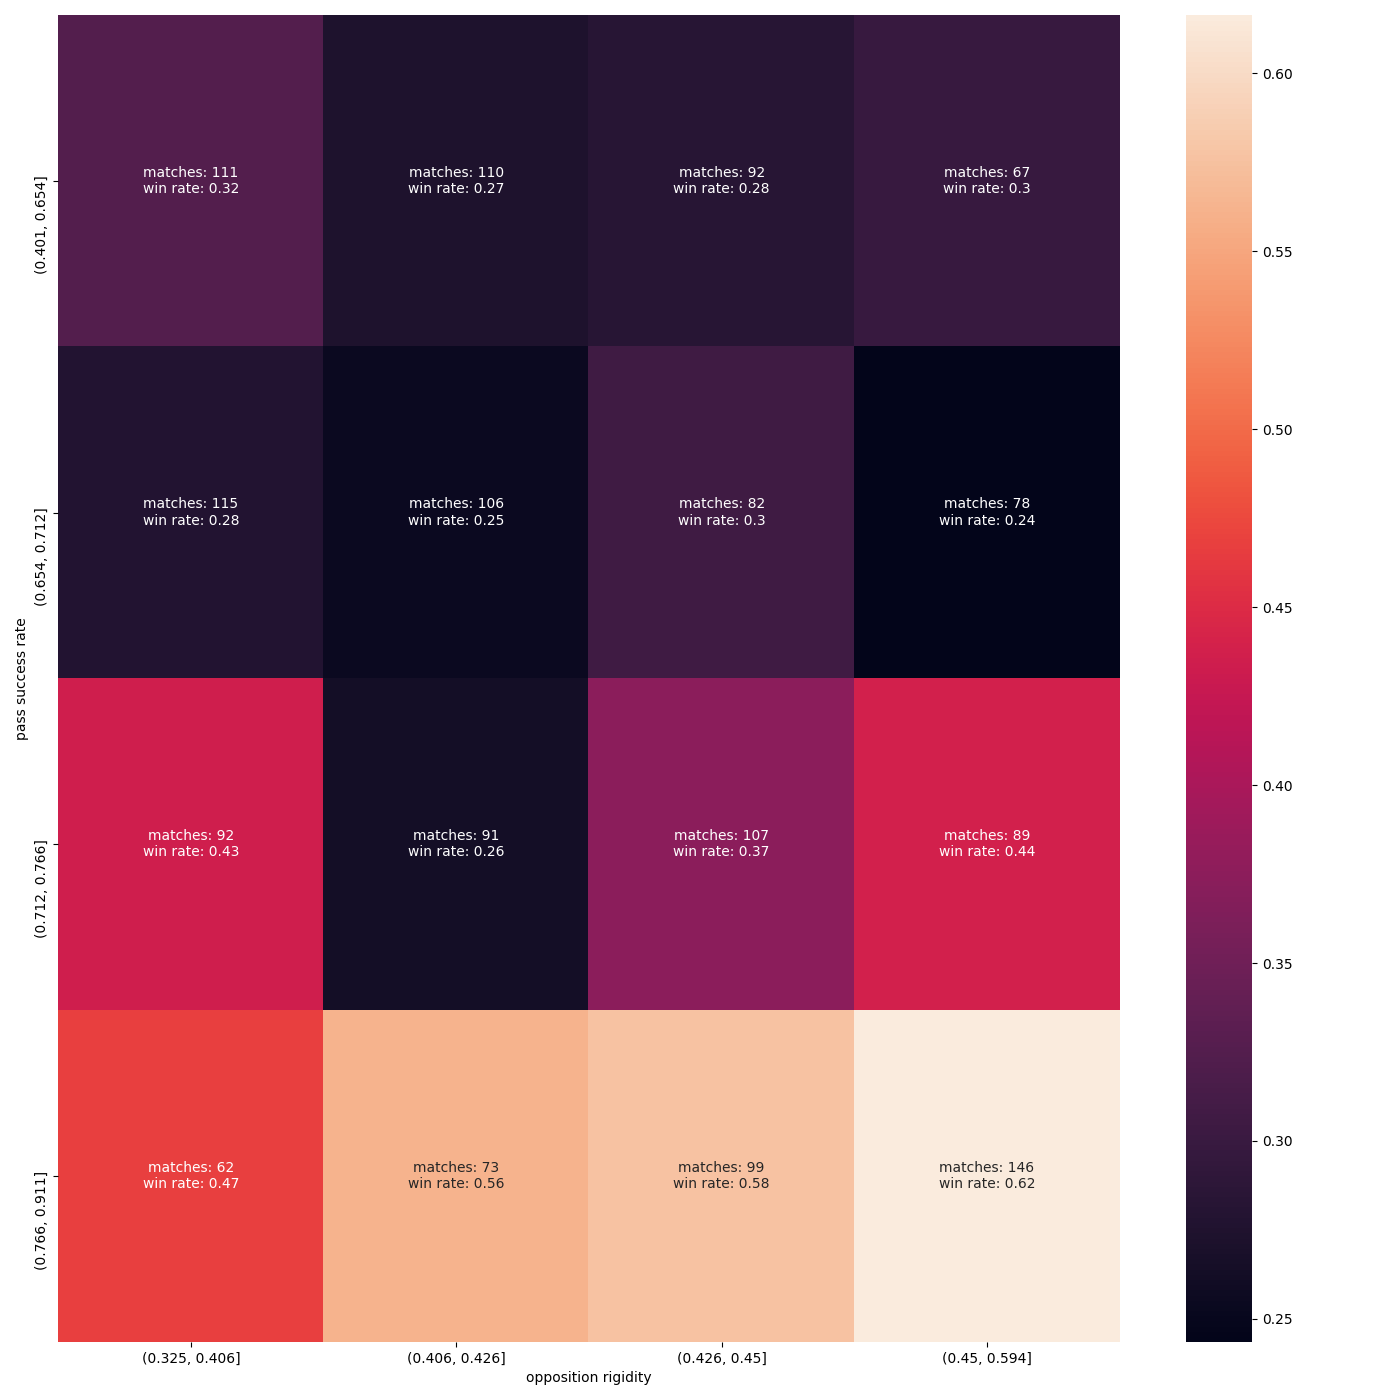 matches: 111
win rate: 0.32
matches: 110
win rate: 0.27
matches: 92
win rate: 0.28
matches: 67
win rate: 0.3
(0.401, 0.654]
matches: 115
win rate: 0.28
matches: 106
win rate: 0.25
matches: 82
win rate: 0.3
matches: 78
win rate: 0.24
(0.654, 0.712]
pass success rate
matches: 92
win rate: 0.43
matches: 91
win rate: 0.26
matches: 107
win rate: 0.37
matches: 89
win rate: 0.44
(0.712, 0.766]
matches: 62
win rate: 0.47
matches: 73
win rate: 0.56
matches: 99
win rate: 0.58
matches: 146
win rate: 0.62
(0.766, 0.911]
(0.325, 0.406]
(0.406, 0.426]
(0.426, 0.45]
(0.45, 0.594]
opposition rigidity
0.60
0.55
0.50
0.45
0.40
0.35
0.30
0.25